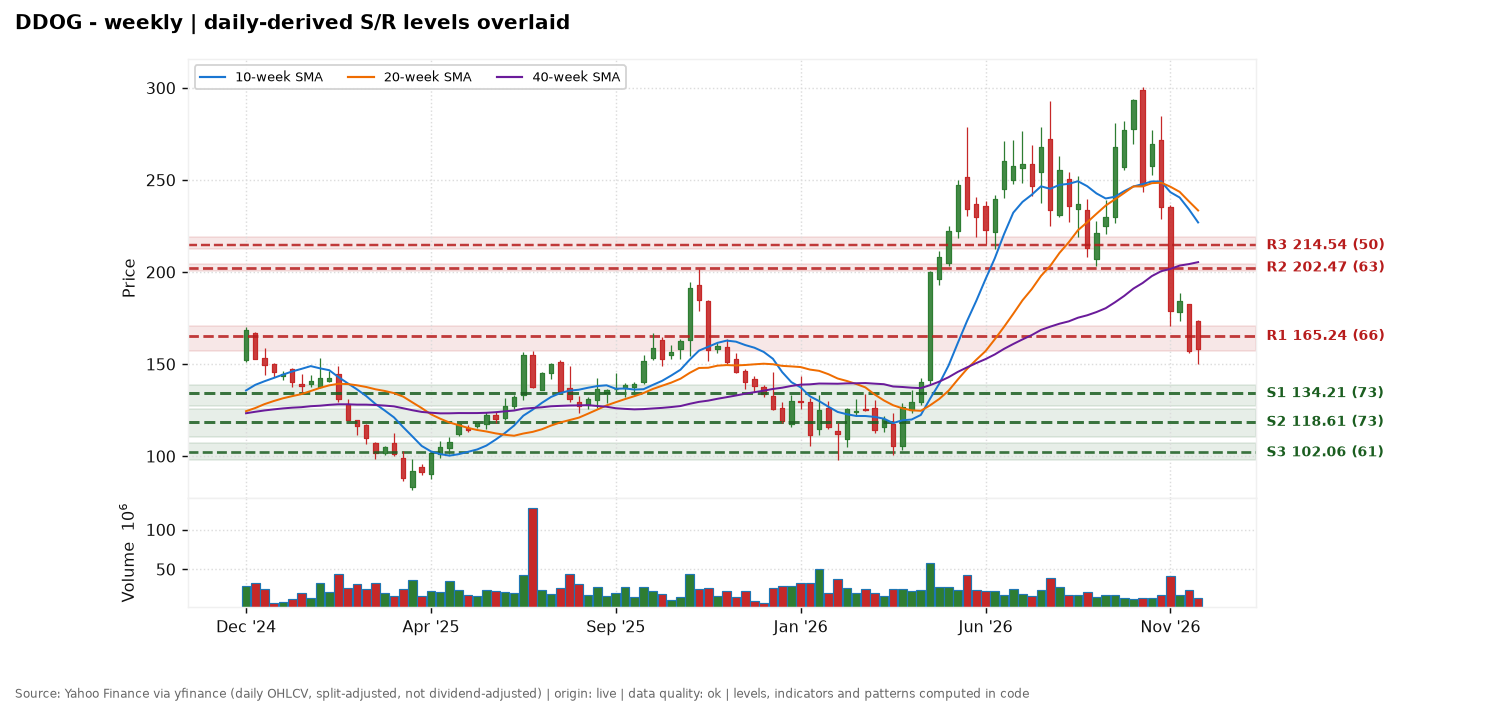 DDOG - weekly | daily-derived S/R levels overlaid
10-week SMA 20-week SMA 40-week SMA
300
250
200
150
100
Price
R3 214.54 (50)
R2 202.47 (63)
R1 165.24 (66)
S1 134.21 (73)
S2 118.61 (73)
S3 102.06 (61)
100
50
Volume 10⁶
Dec '24 Apr '25 Sep '25 Jan '26 Jun '26 Nov '26
Source: Yahoo Finance via yfinance (daily OHLCV, split-adjusted, not dividend-adjusted) | origin: live | data quality: ok | levels, indicators and patterns computed in code